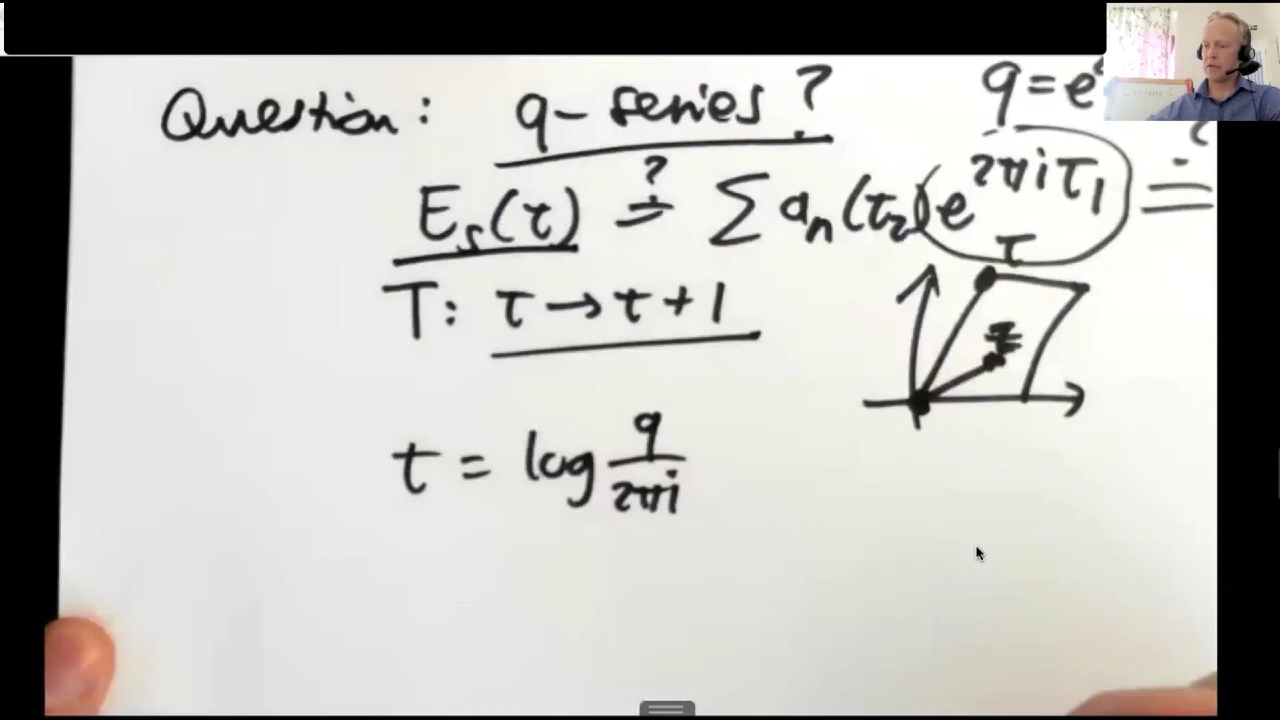 Question: q-series?
q = e
E_s(τ) ?= ∑ a_n(τ_2) e^{2πiτ_1} ?=
T: τ → τ + 1
τ
z
τ = log q/2πi